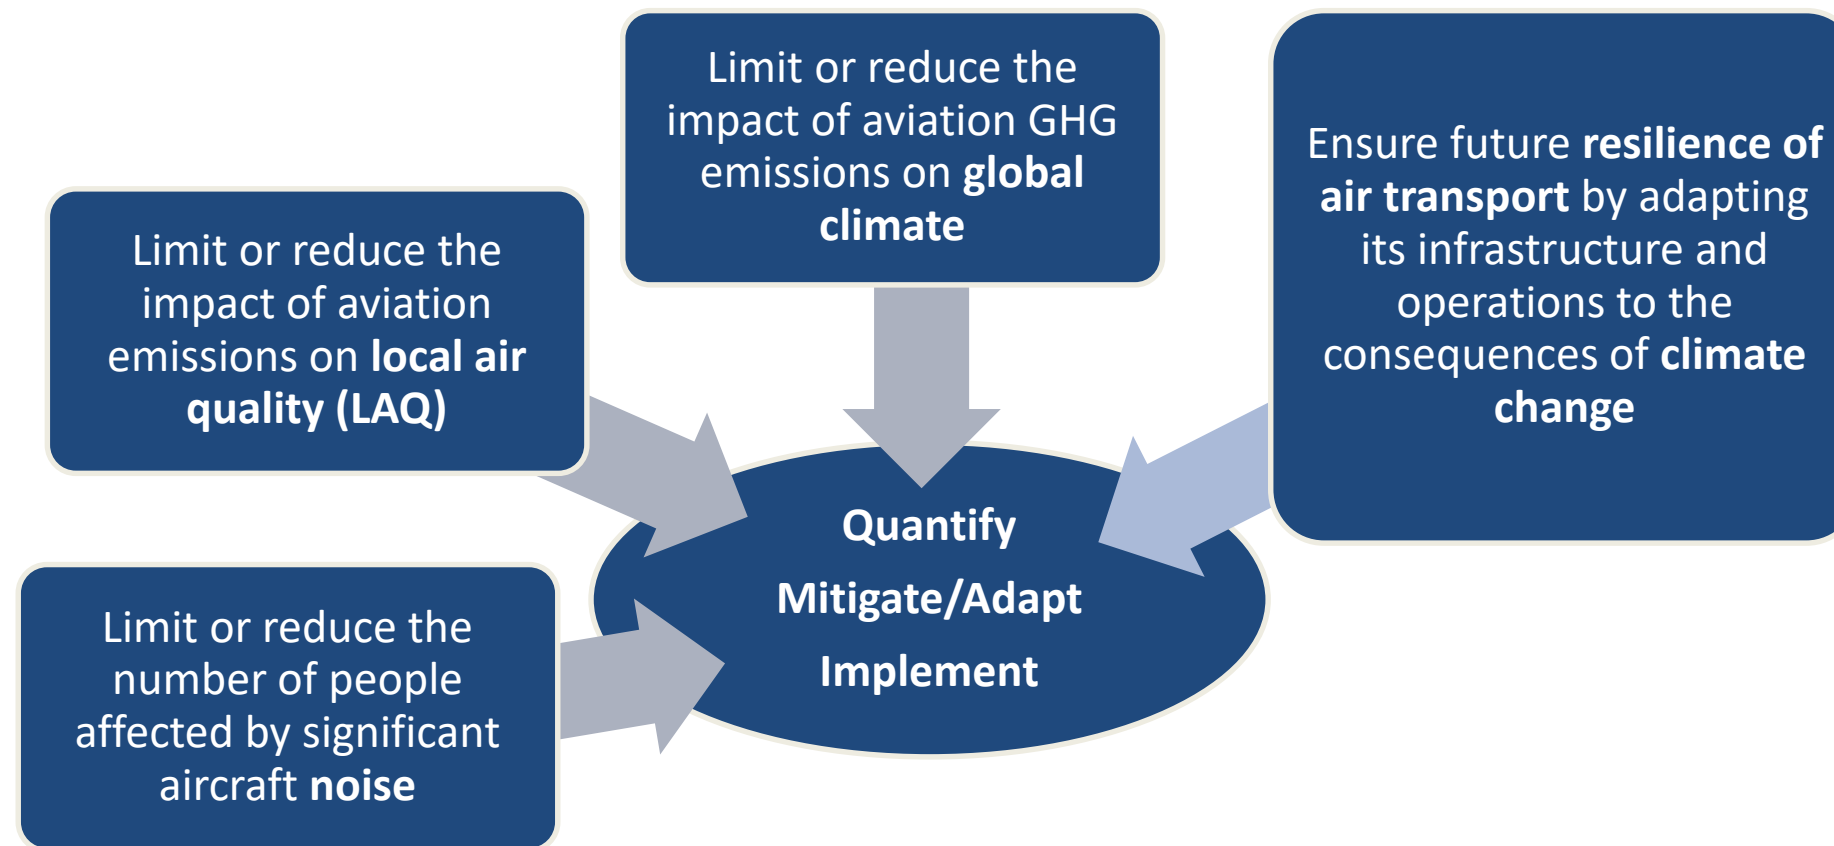 Limit or reduce the
impact of aviation GHG
emissions on global
climate
Ensure future resilience of
air transport by adapting
its infrastructure and
operations to the
consequences of climate
change
Limit or reduce the
impact of aviation
emissions on local air
quality (LAQ)
Quantify
Mitigate/Adapt
Implement
Limit or reduce the
number of people
affected by significant
aircraft noise